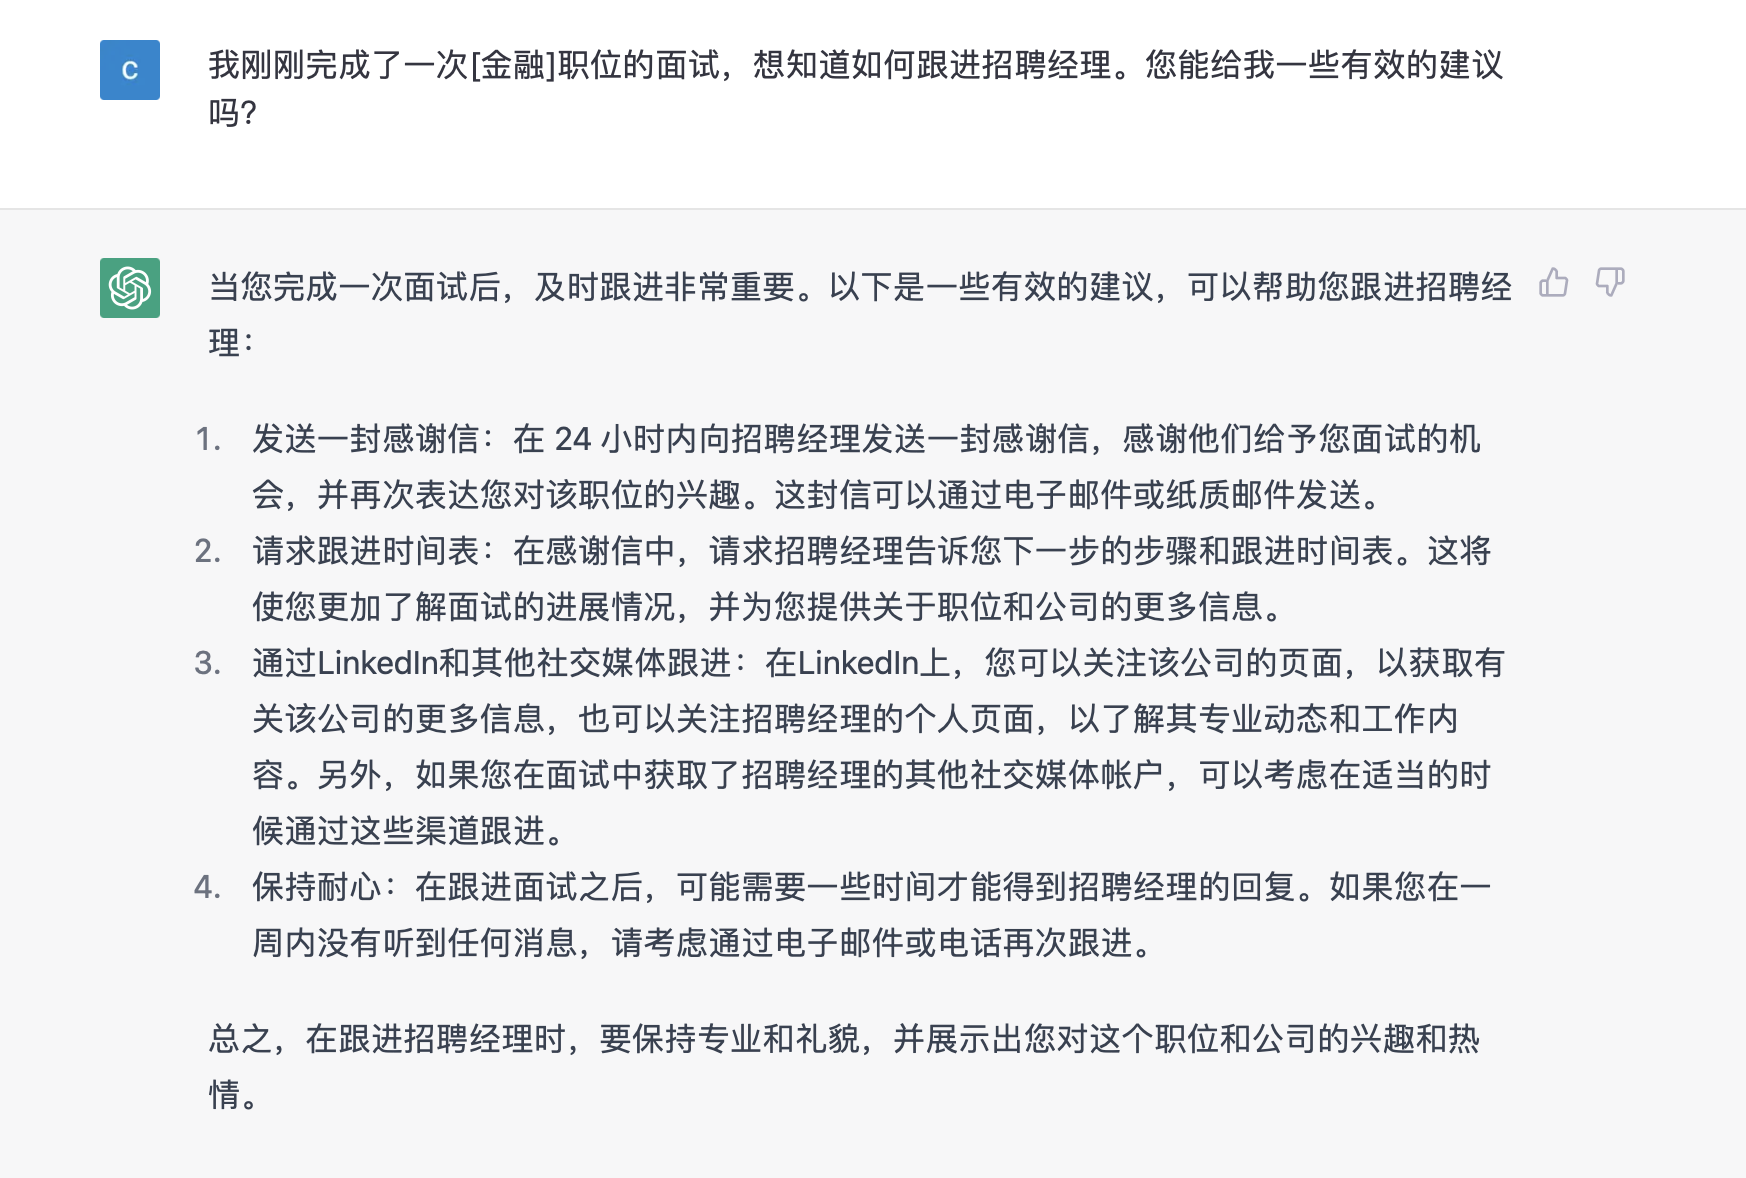 C
我刚刚完成了一次[金融]职位的面试，想知道如何跟进招聘经理。您能给我一些有效的建议
吗？
当您完成一次面试后，及时跟进非常重要。以下是一些有效的建议，可以帮助您跟进招聘经
理：
1. 发送一封感谢信：在 24 小时内向招聘经理发送一封感谢信，感谢他们给予您面试的机
会，并再次表达您对该职位的兴趣。这封信可以通过电子邮件或纸质邮件发送。
2. 请求跟进时间表：在感谢信中，请求招聘经理告诉您下一步的步骤和跟进时间表。这将
使您更加了解面试的进展情况，并为您提供关于职位和公司的更多信息。
3. 通过LinkedIn和其他社交媒体跟进：在LinkedIn上，您可以关注该公司的页面，以获取有
关该公司的更多信息，也可以关注招聘经理的个人页面，以了解其专业动态和工作内
容。另外，如果您在面试中获取了招聘经理的其他社交媒体帐户，可以考虑在适当的时
候通过这些渠道跟进。
4. 保持耐心：在跟进面试之后，可能需要一些时间才能得到招聘经理的回复。如果您在一
周内没有听到任何消息，请考虑通过电子邮件或电话再次跟进。
总之，在跟进招聘经理时，要保持专业和礼貌，并展示出您对这个职位和公司的兴趣和热
情。